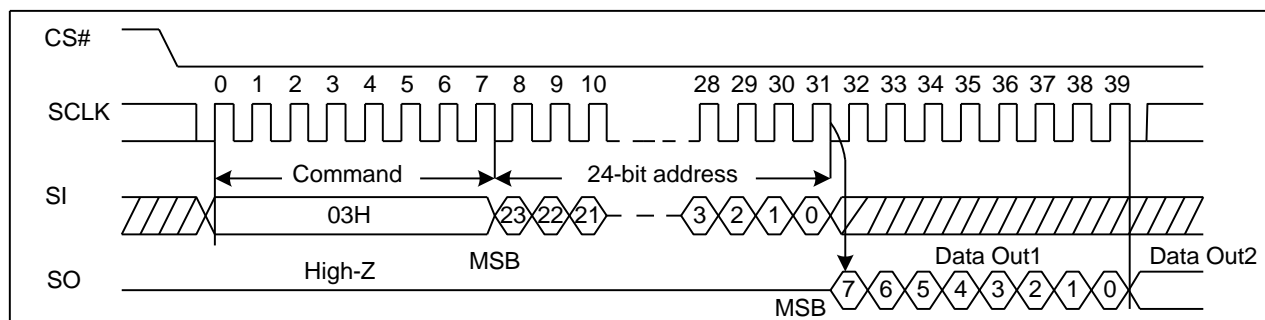 CS#
0 1 2 3 4 5 6 7 8 9 10 28 29 30 31 32 33 34 35 36 37 38 39
SCLK
Command 24-bit address
SI
03H 23 22 21 3 2 1 0
High-Z MSB Data Out1 Data Out2
SO
MSB 7 6 5 4 3 2 1 0